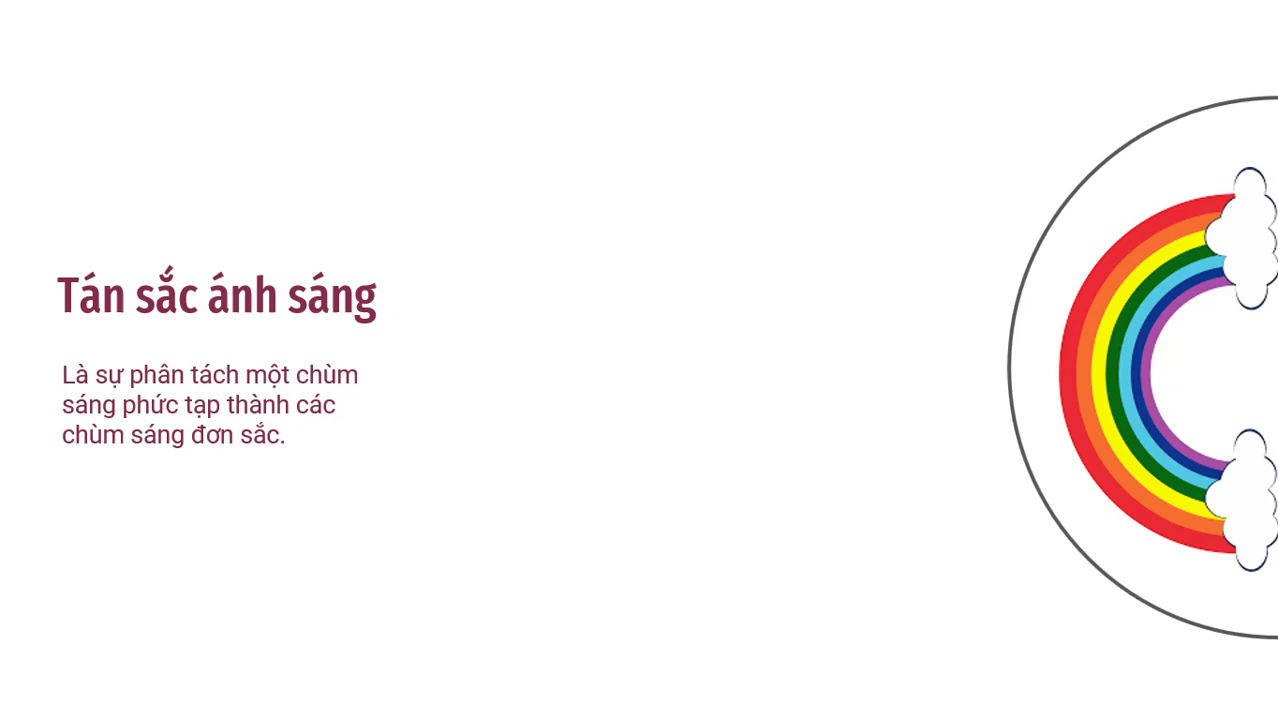 Tán sắc ánh sáng
Là sự phân tách một chùm
sáng phức tạp thành các
chùm sáng đơn sắc.